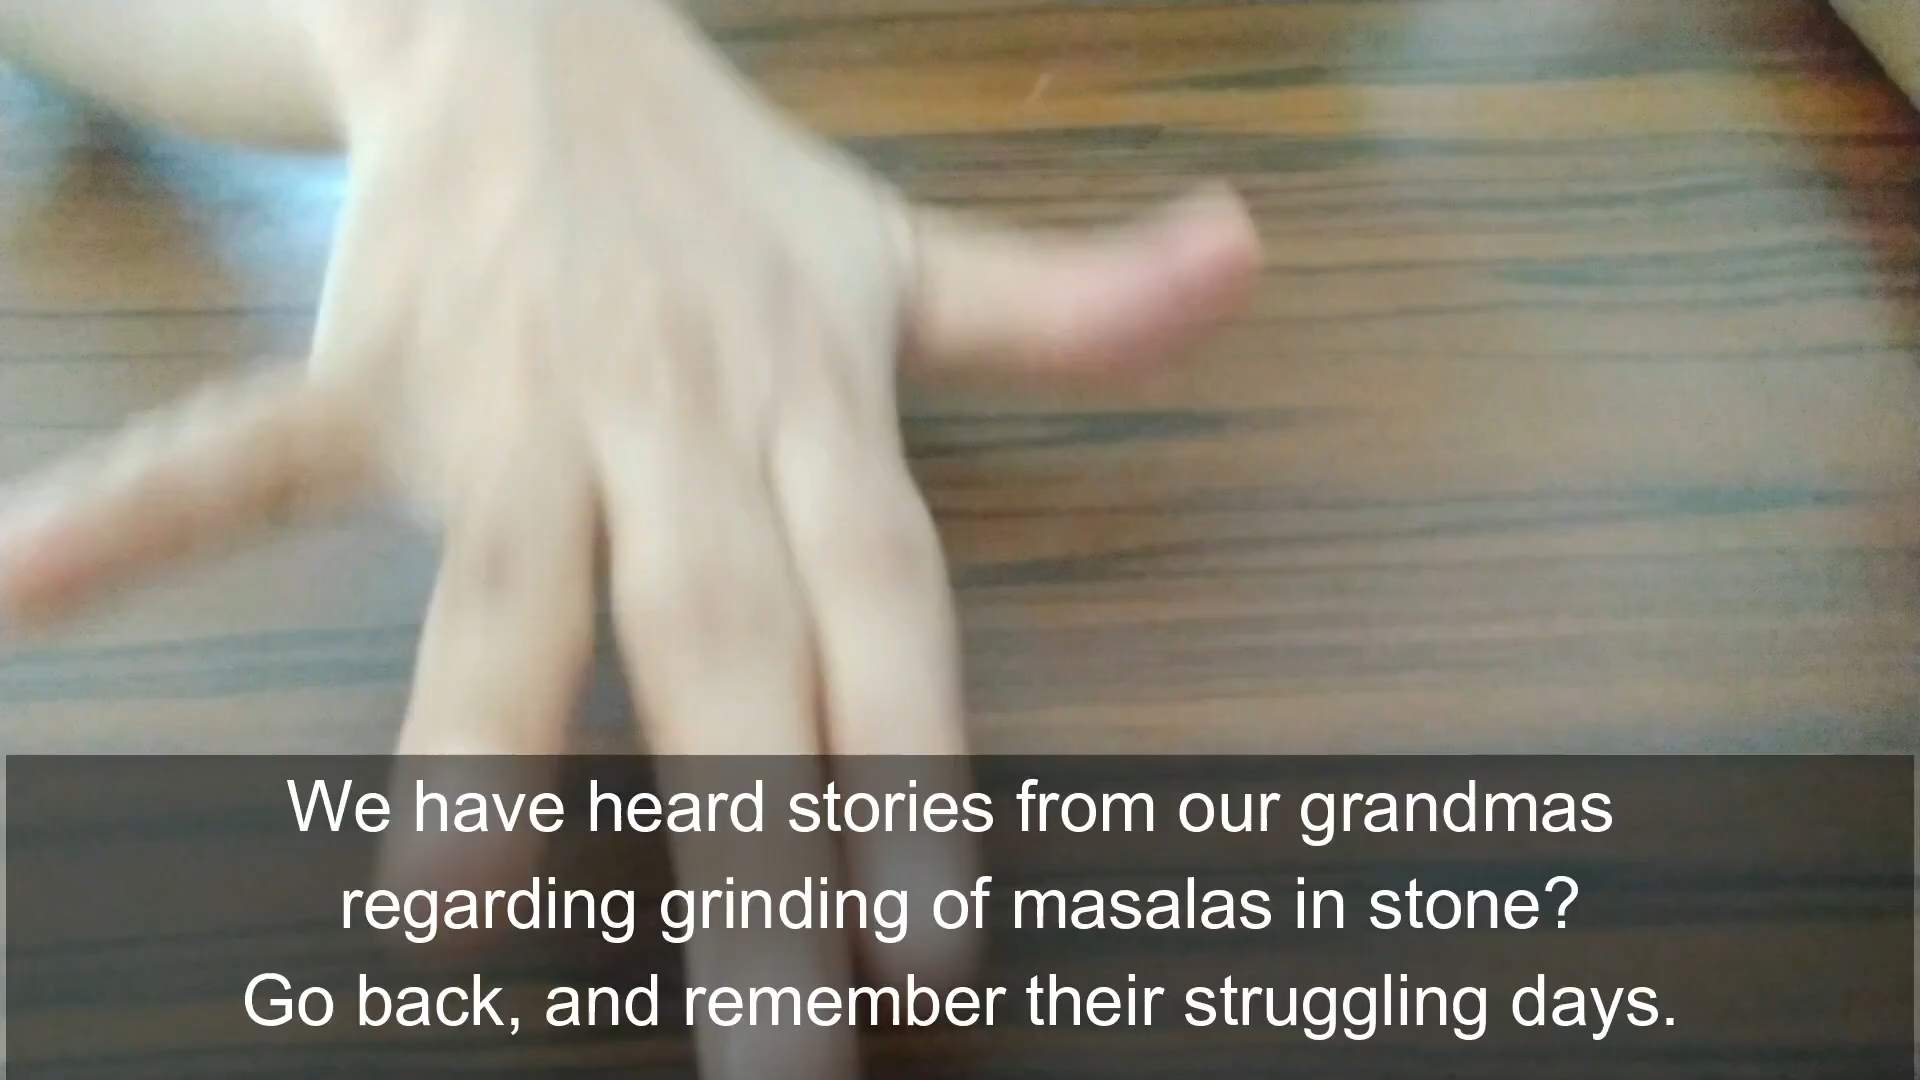 We have heard stories from our grandmas
regarding grinding of masalas in stone?
Go back, and remember their struggling days.